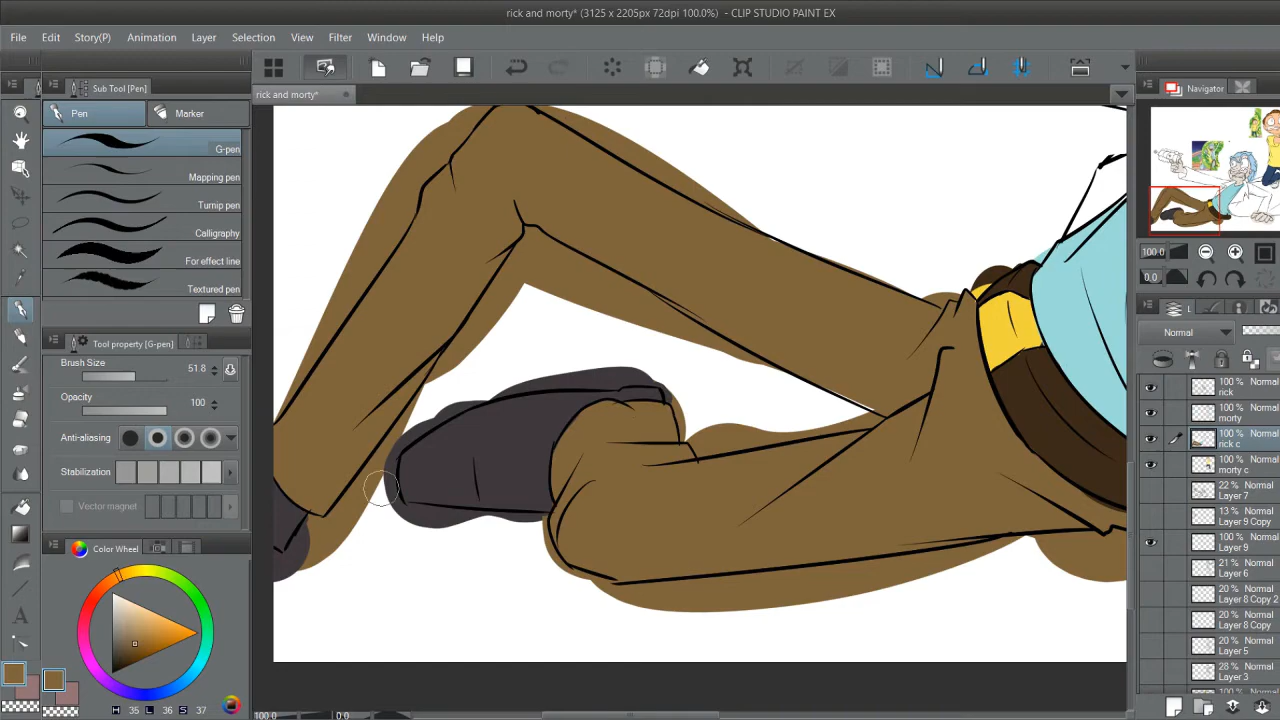 rick and morty* (3125 x 2205px 72dpi 100.0%)  - CLIP STUDIO PAINT EX
File Edit Story(P) Animation Layer Selection View Filter Window Help
Sub Tool [Pen]
Navigator
rick and morty*
Pen Marker
G-pen
Mapping pen
Turnip pen
Calligraphy
For effect line
Textured pen
100.0
0.0
Tool property [G-pen]
Normal
Brush Size 51.8
Opacity 100
Anti-aliasing
Stabilization
Vector magnet
Color Wheel
H 36 L 36 S 37
100 % Normal
rick
100 % Normal
morty
100 % Normal
rick c
100 % Normal
morty c
22 % Normal
Layer 7
13 % Normal
Layer 9 Copy
100 % Normal
Layer 9
21 % Normal
Layer 6
20 % Normal
Layer 8 Copy 2
20 % Normal
Layer 8 Copy
20 % Normal
Layer 5
28 % Normal
Layer 3
100.0 0.0